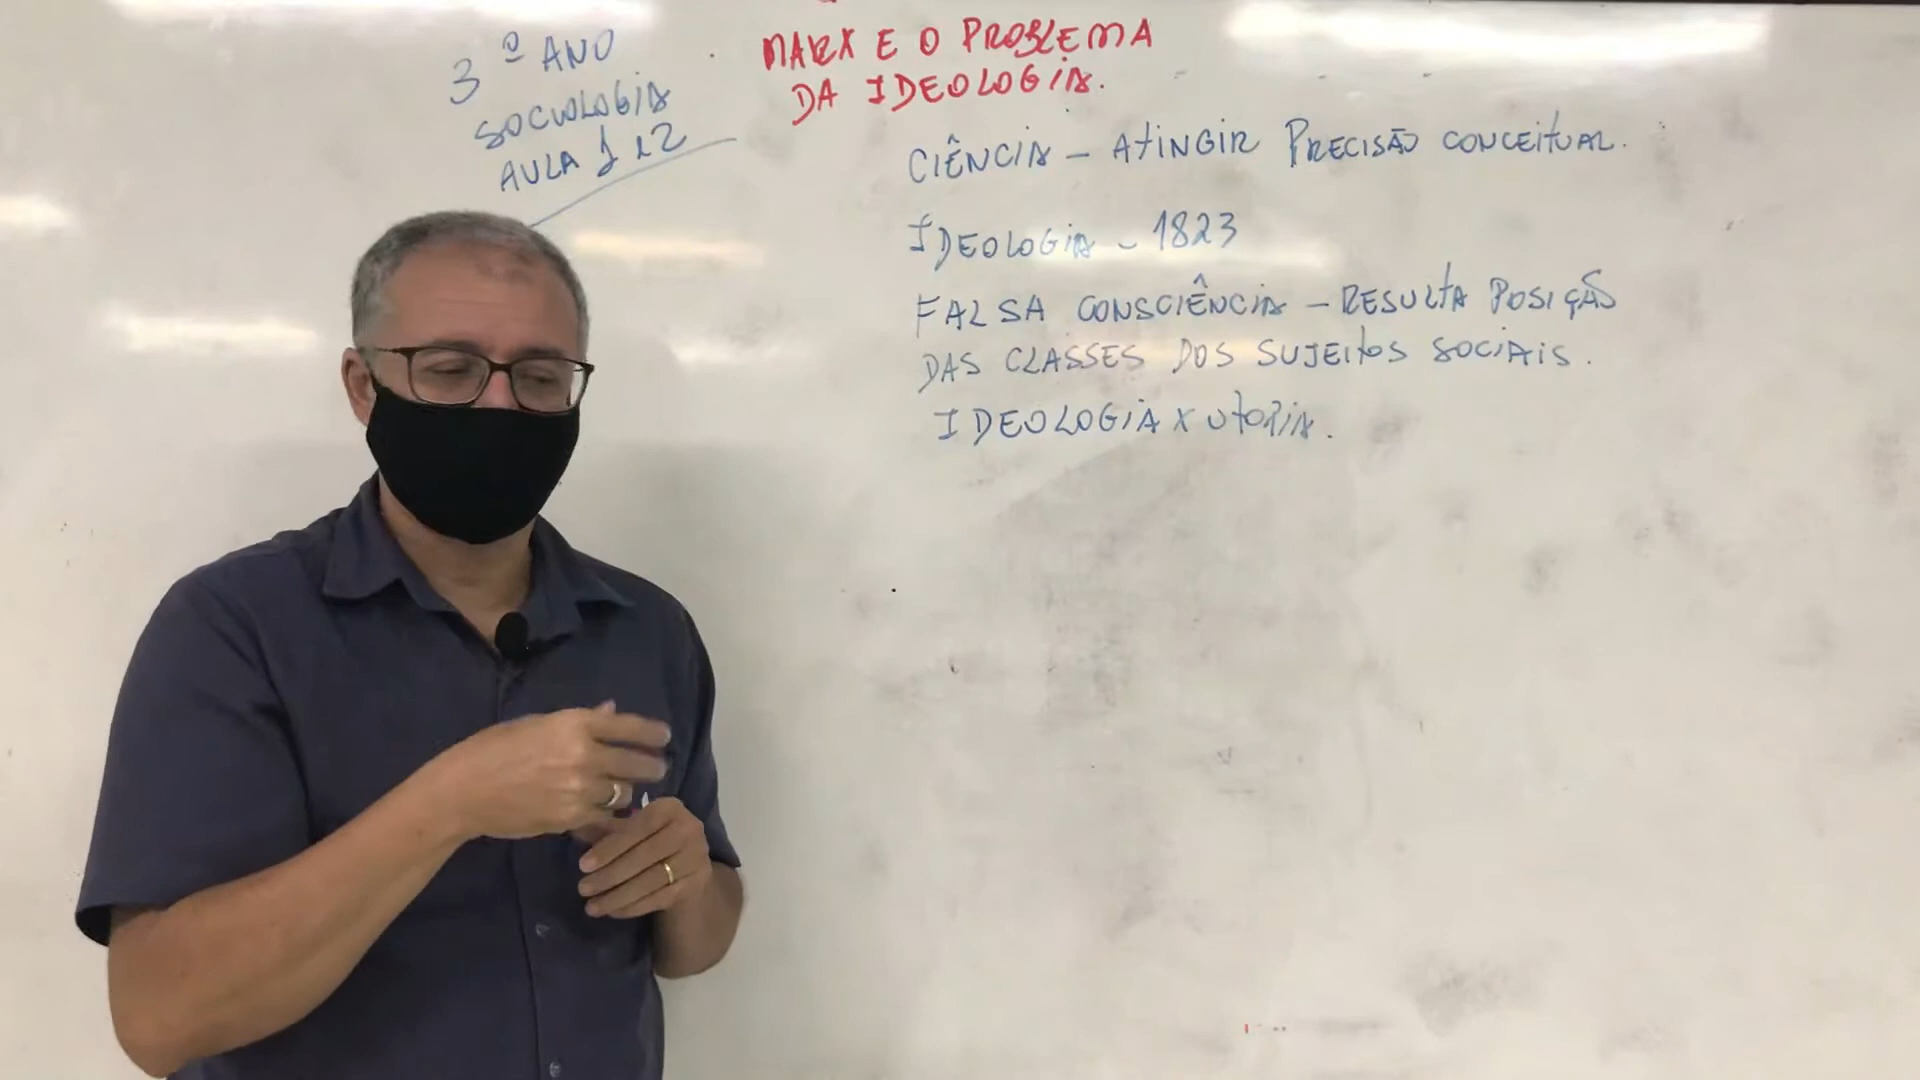 3º ANO
SOCIOLOGIA
AULA 1 e 2
MARX E O PROBLEMA
DA IDEOLOGIA.
CIÊNCIA - ATINGIR PRECISÃO CONCEITUAL.
IDEOLOGIA - 1823
FALSA CONSCIÊNCIA - RESULTA POSIÇÃO
DAS CLASSES DOS SUJEITOS SOCIAIS.
IDEOLOGIA X UTOPIA.